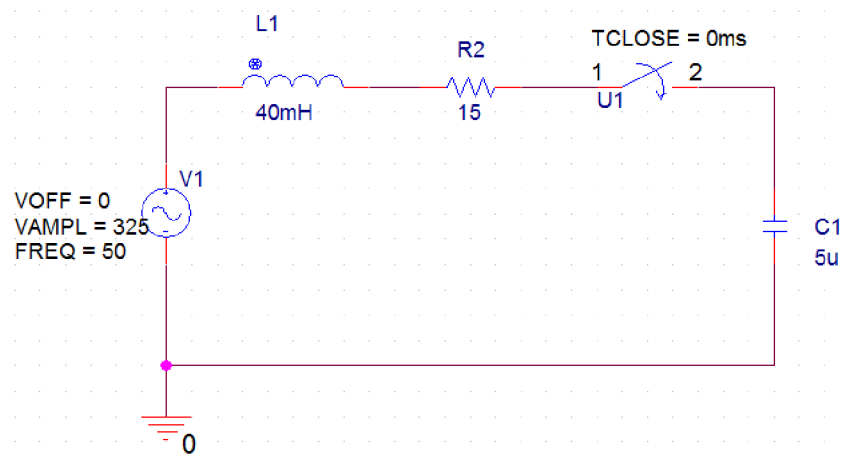 L1
R2
TCLOSE = 0ms
1
2
U1
40mH
15
V1
VOFF = 0
VAMPL = 325
FREQ = 50
C1
5u
0